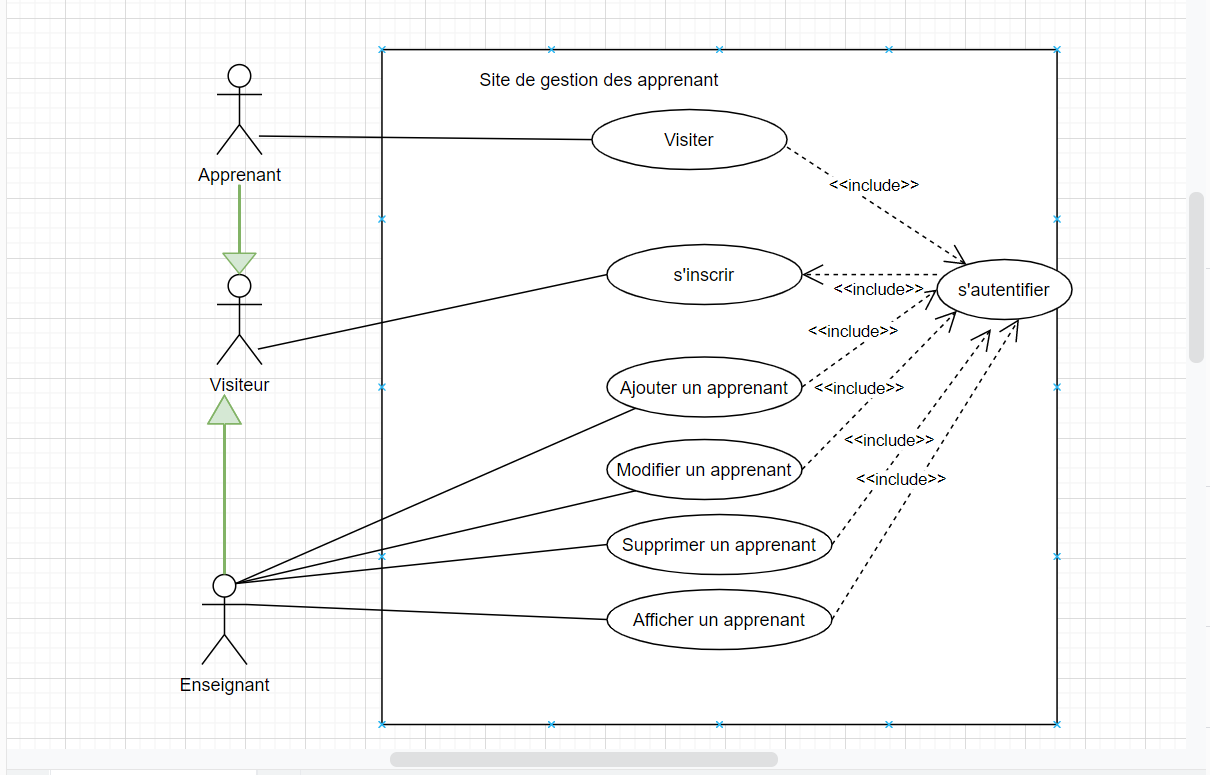 Site de gestion des apprenant
Visiter
Apprenant
<<include>>
s'inscrir
<<include>>
s'autentifier
<<include>>
Visiteur
Ajouter un apprenant
<<include>>
<<include>>
Modifier un apprenant
<<include>>
Supprimer un apprenant
Afficher un apprenant
Enseignant